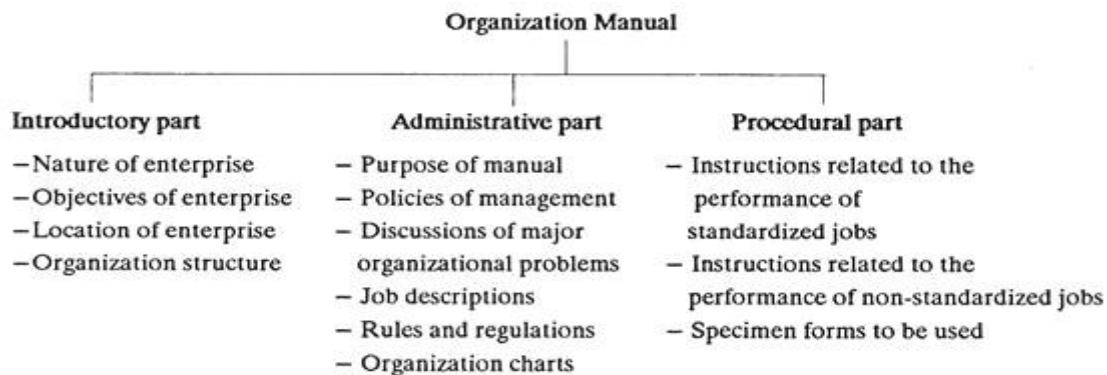 Organization Manual
Introductory part
–Nature of enterprise
–Objectives of enterprise
–Location of enterprise
–Organization structure
Administrative part
– Purpose of manual
– Policies of management
– Discussions of major
organizational problems
– Job descriptions
– Rules and regulations
– Organization charts
Procedural part
– Instructions related to the
performance of
standardized jobs
– Instructions related to the
performance of non-standardized jobs
– Specimen forms to be used